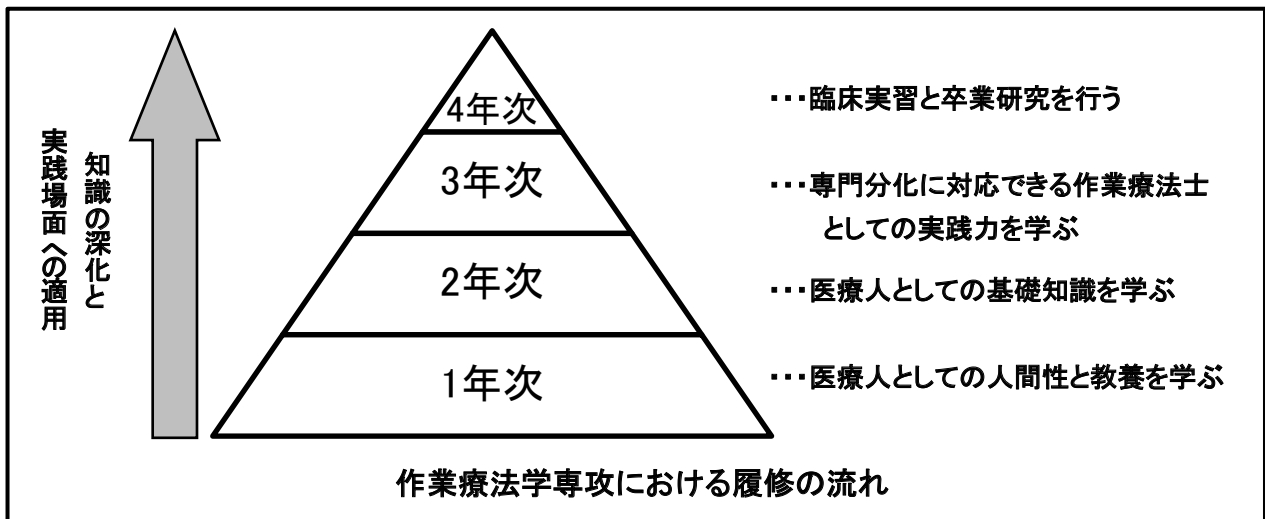 知識の深化と
実践場面への適用
4年次
・・・臨床実習と卒業研究を行う
3年次
・・・専門分化に対応できる作業療法士
としての実践力を学ぶ
2年次
・・・医療人としての基礎知識を学ぶ
1年次
・・・医療人としての人間性と教養を学ぶ
作業療法学専攻における履修の流れ